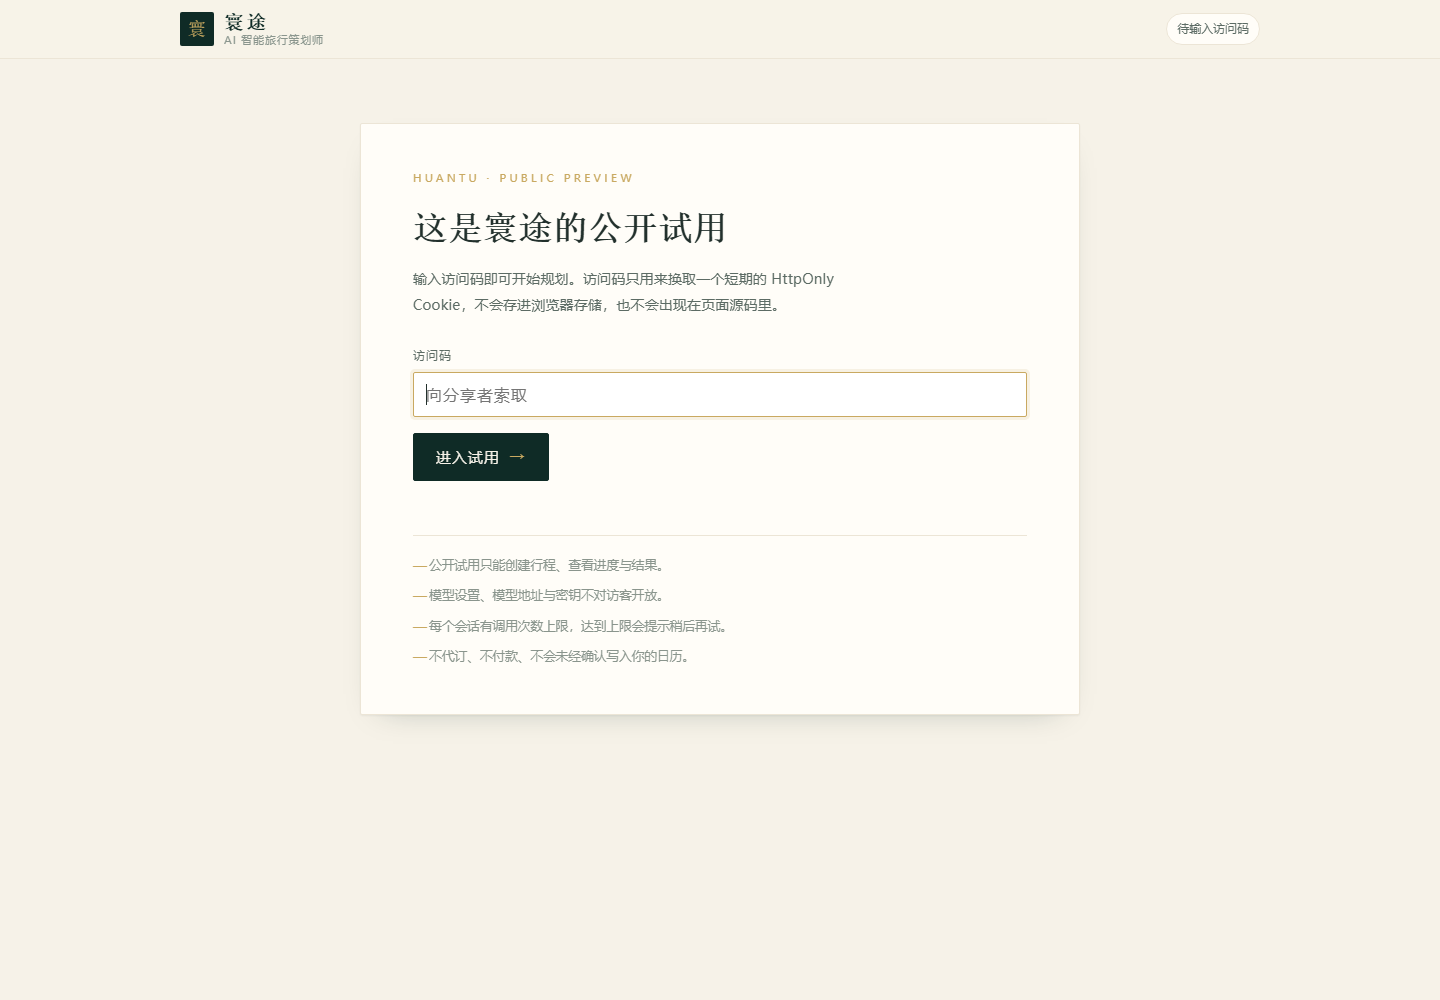 寰
寰途
AI 智能旅行策划师
待输入访问码
HUANTU · PUBLIC PREVIEW
这是寰途的公开试用
输入访问码即可开始规划。访问码只用来换取一个短期的 HttpOnly
Cookie，不会存进浏览器存储，也不会出现在页面源码里。
访问码
向分享者索取
进入试用 →
—公开试用只能创建行程、查看进度与结果。
—模型设置、模型地址与密钥不对访客开放。
—每个会话有调用次数上限，达到上限会提示稍后再试。
—不代订、不付款、不会未经确认写入你的日历。